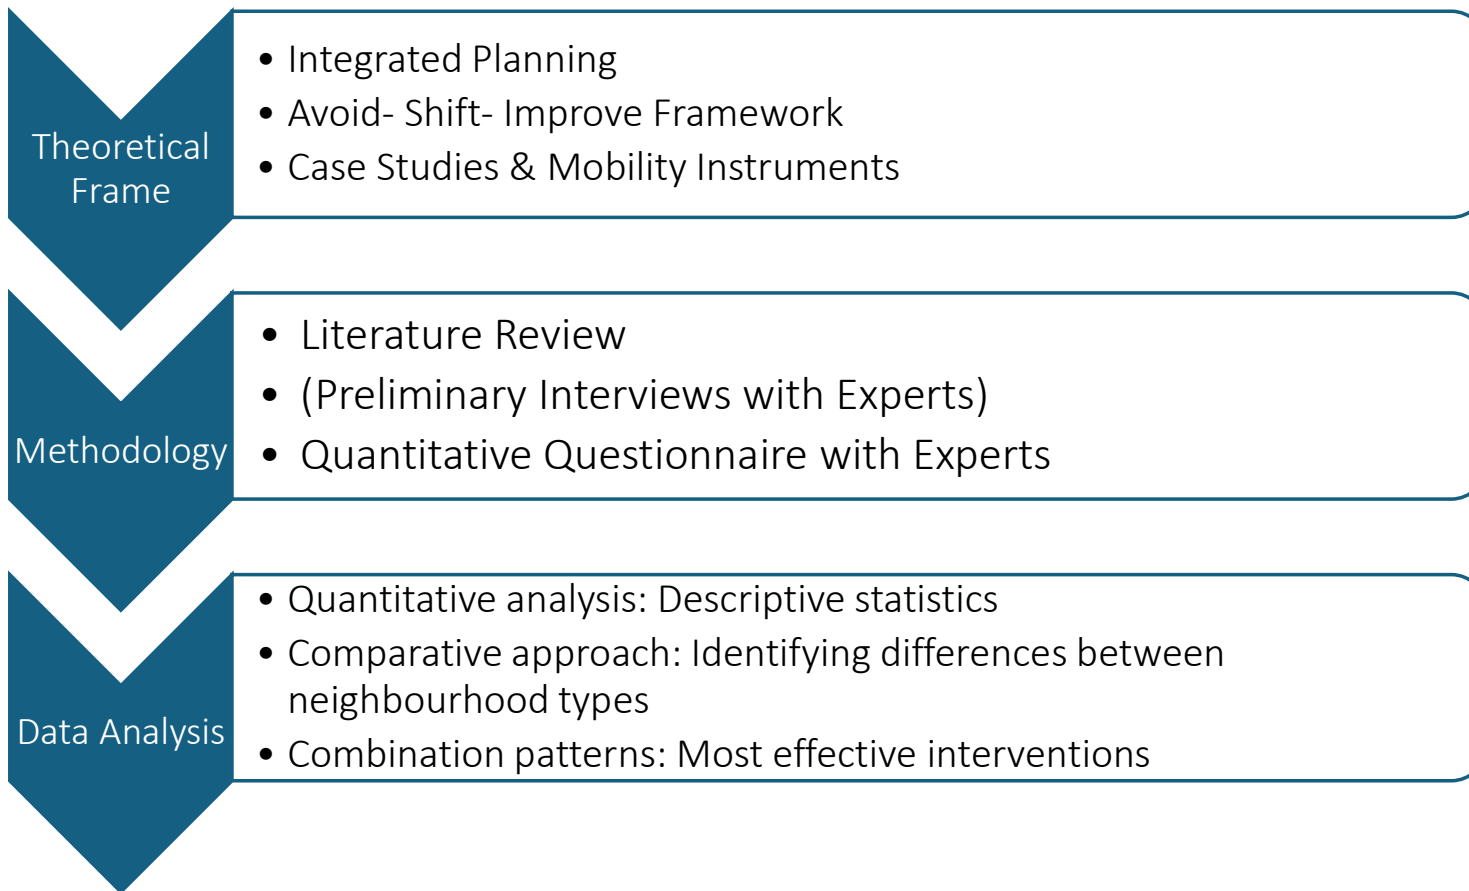 Theoretical
Frame
• Integrated Planning
• Avoid- Shift- Improve Framework
• Case Studies & Mobility Instruments
Methodology
• Literature Review
• (Preliminary Interviews with Experts)
• Quantitative Questionnaire with Experts
Data Analysis
• Quantitative analysis: Descriptive statistics
• Comparative approach: Identifying differences between
neighbourhood types
• Combination patterns: Most effective interventions